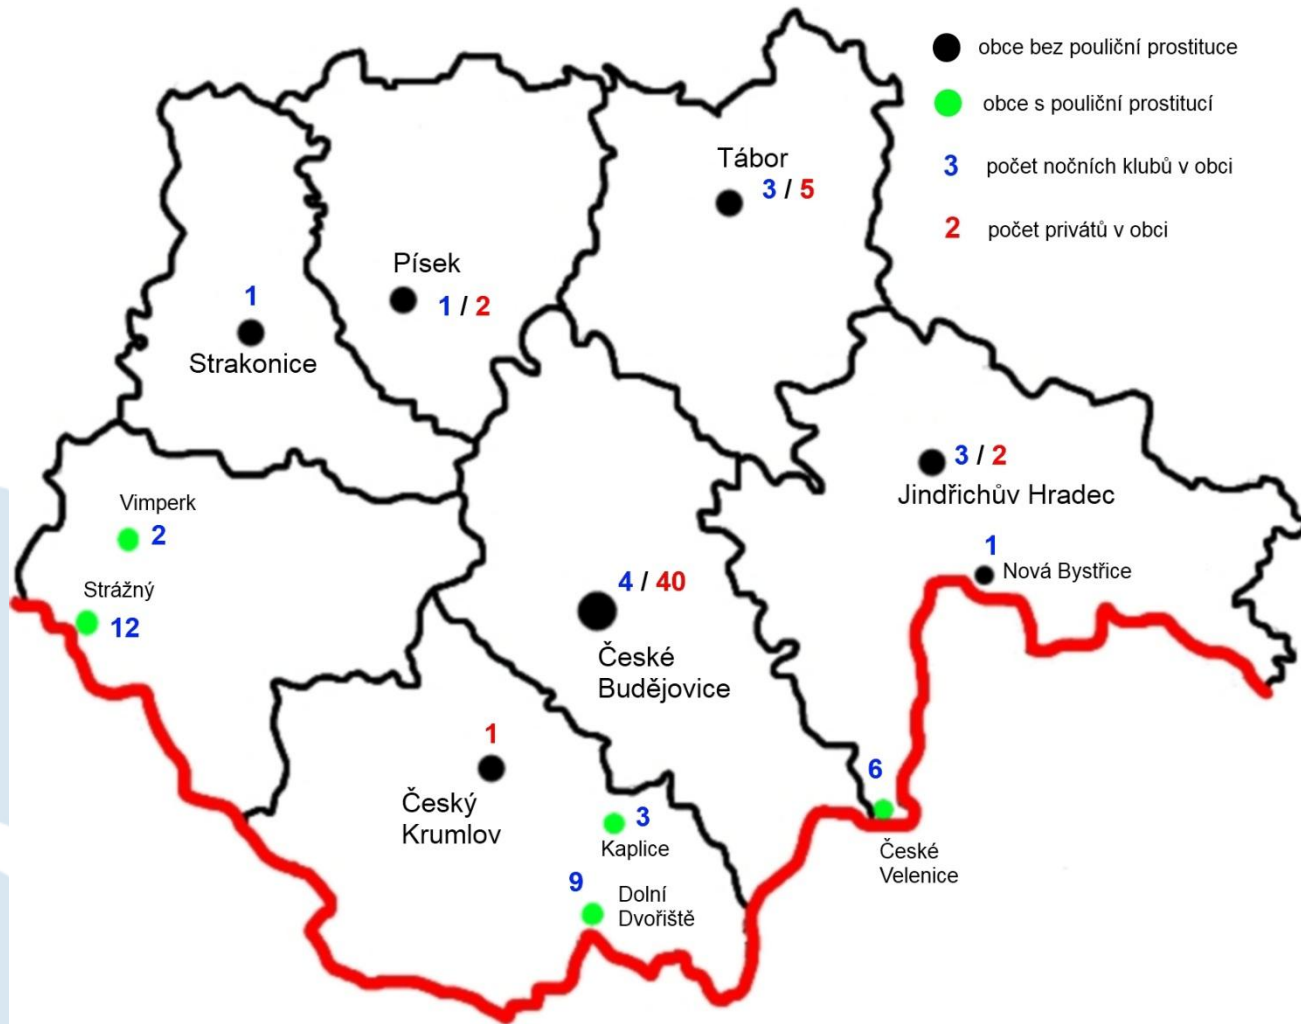 obce bez pouliční prostituce
obce s pouliční prostitucí
3 počet nočních klubů v obci
2 počet privátů v obci
Tábor
3 / 5
Písek
1 / 2
1
Strakonice
3 / 2
Jindřichův Hradec
1
Nová Bystřice
Vimperk
2
Strážný
12
4 / 40
České
Budějovice
1
Český
Krumlov
3
Kaplice
6
České
Velenice
9
Dolní
Dvořiště